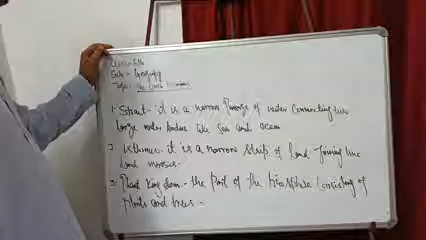 Class-6th
Sub- Geography
Topic:
1. Strait- it is a narrow Passage of water Connecting two
large water bodies like sea and ocean
2. Isthmus- it is a narrow strip of land joining two
land masses-
3. Plant Kingdom- the part of the biosphere Consisting of
plants and trees-